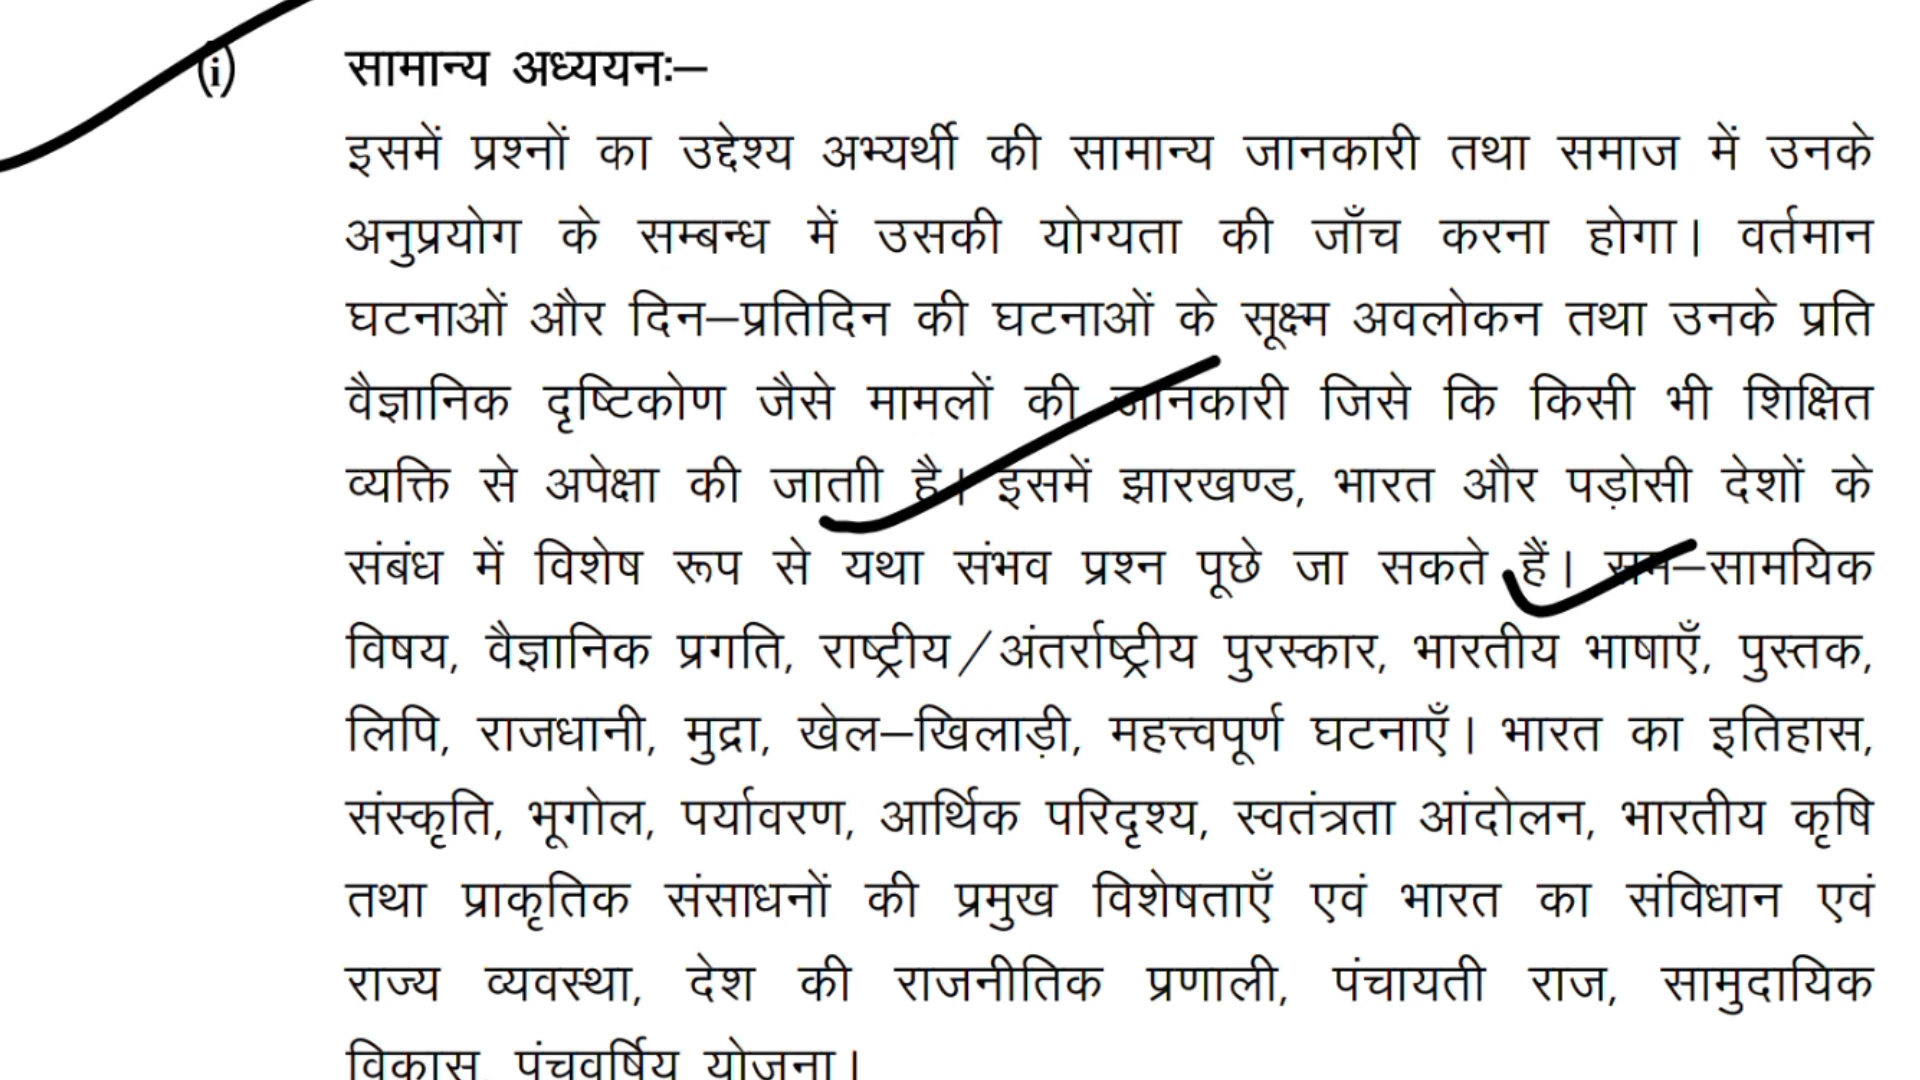 (i) सामान्य अध्ययनः–
इसमें प्रश्नों का उद्देश्य अभ्यर्थी की सामान्य जानकारी तथा समाज में उनके
अनुप्रयोग के सम्बन्ध में उसकी योग्यता की जाँच करना होगा। वर्तमान
घटनाओं और दिन–प्रतिदिन की घटनाओं के सूक्ष्म अवलोकन तथा उनके प्रति
वैज्ञानिक दृष्टिकोण जैसे मामलों की जानकारी जिसे कि किसी भी शिक्षित
व्यक्ति से अपेक्षा की जाताी है। इसमें झारखण्ड, भारत और पड़ोसी देशों के
संबंध में विशेष रूप से यथा संभव प्रश्न पूछे जा सकते हैं। सम–सामयिक
विषय, वैज्ञानिक प्रगति, राष्ट्रीय/अंतर्राष्ट्रीय पुरस्कार, भारतीय भाषाएँ, पुस्तक,
लिपि, राजधानी, मुद्रा, खेल–खिलाड़ी, महत्त्वपूर्ण घटनाएँ। भारत का इतिहास,
संस्कृति, भूगोल, पर्यावरण, आर्थिक परिदृश्य, स्वतंत्रता आंदोलन, भारतीय कृषि
तथा प्राकृतिक संसाधनों की प्रमुख विशेषताएँ एवं भारत का संविधान एवं
राज्य व्यवस्था, देश की राजनीतिक प्रणाली, पंचायती राज, सामुदायिक
विकास, पंचवर्षिय योजना।